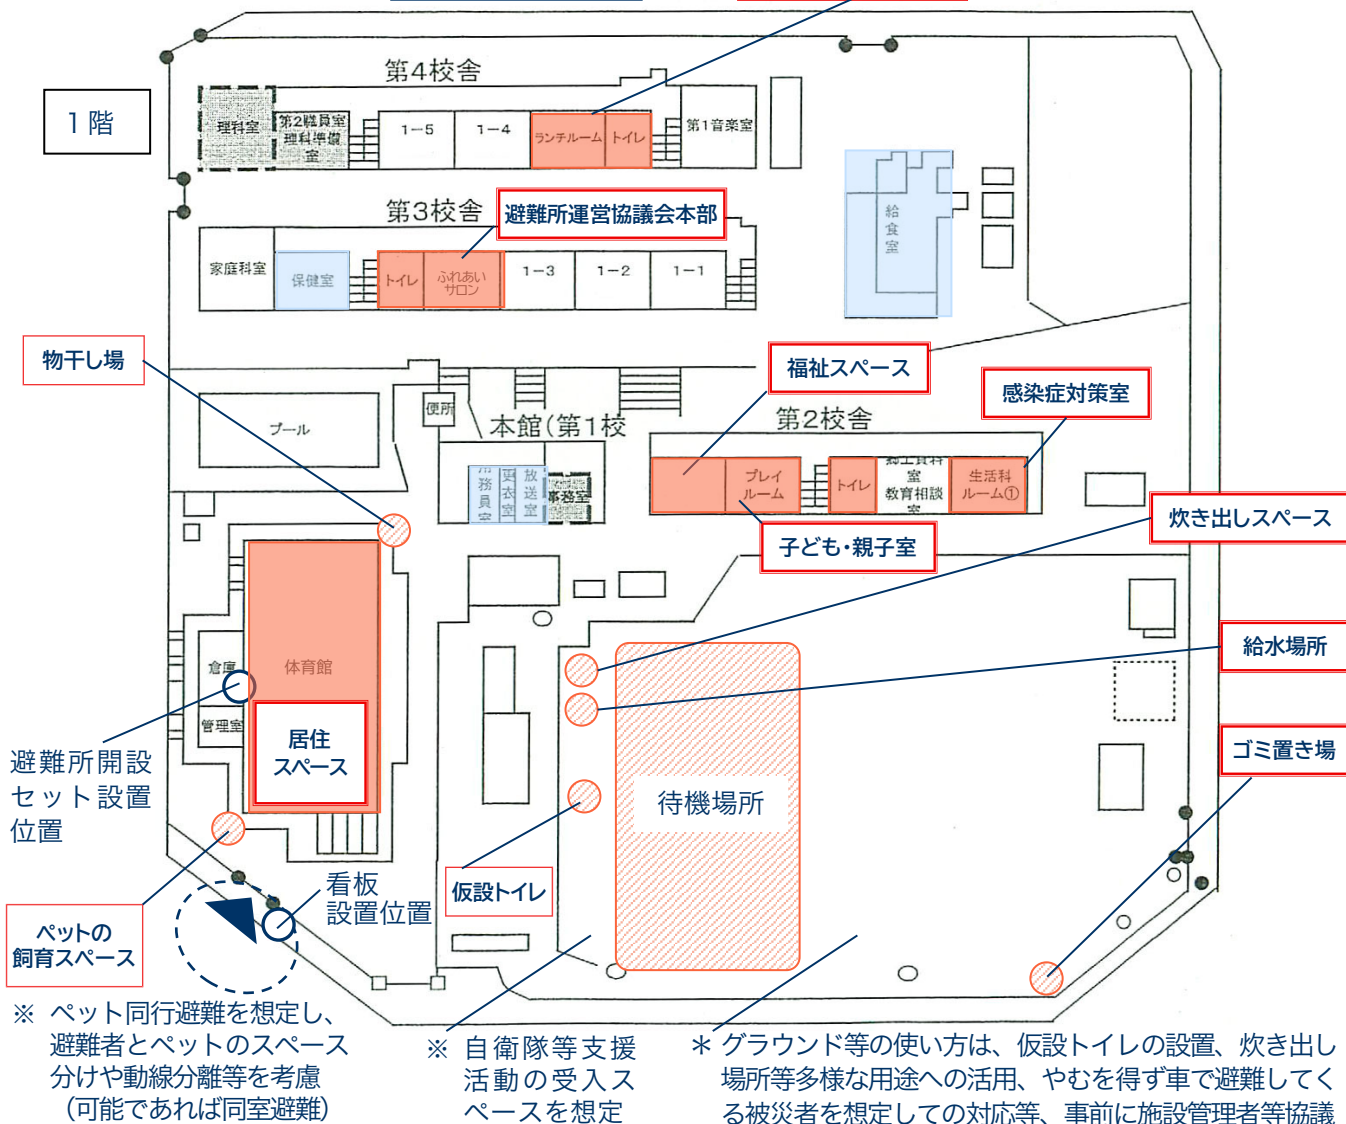 1階
第4校舎
理科室
第2職員室
理科準備
室
1－5
1－4
ランチルーム
トイレ
第1音楽室
第3校舎
避難所運営協議会本部
家庭科室
保健室
トイレ
ふれあい
サロン
1－3
1－2
1－1
給
食
室
物干し場
福祉スペース
感染症対策室
プール
便所
本館(第1校
第2校舎
用
務
員
室
更
衣
室
放
送
室
事務室
プレイ
ルーム
トイレ
郷土資料
室
教育相談
室
生活科
ルーム①
子ども・親子室
炊き出しスペース
給水場所
ゴミ置き場
倉庫
体育館
管理室
居住
スペース
避難所開設
セット設置
位置
待機場所
仮設トイレ
看板
設置位置
ペットの
飼育スペース
※ ペット同行避難を想定し、
避難者とペットのスペース
分けや動線分離等を考慮
（可能であれば同室避難）
※ 自衛隊等支援
活動の受入ス
ペースを想定
＊ グラウンド等の使い方は、仮設トイレの設置、炊き出し
場所等多様な用途への活用、やむを得ず車で避難してく
る被災者を想定しての対応等、事前に施設管理者等協議